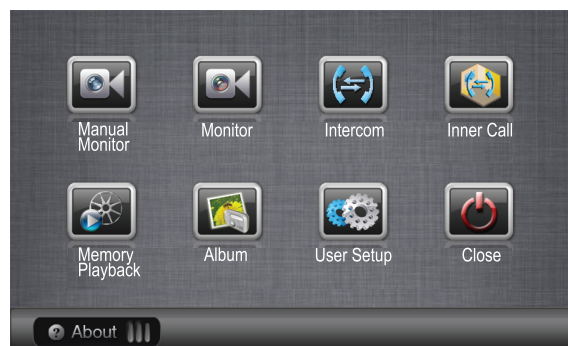 Manual
Monitor
Monitor
Intercom
Inner Call
Memory
Playback
Album
User Setup
Close
? About